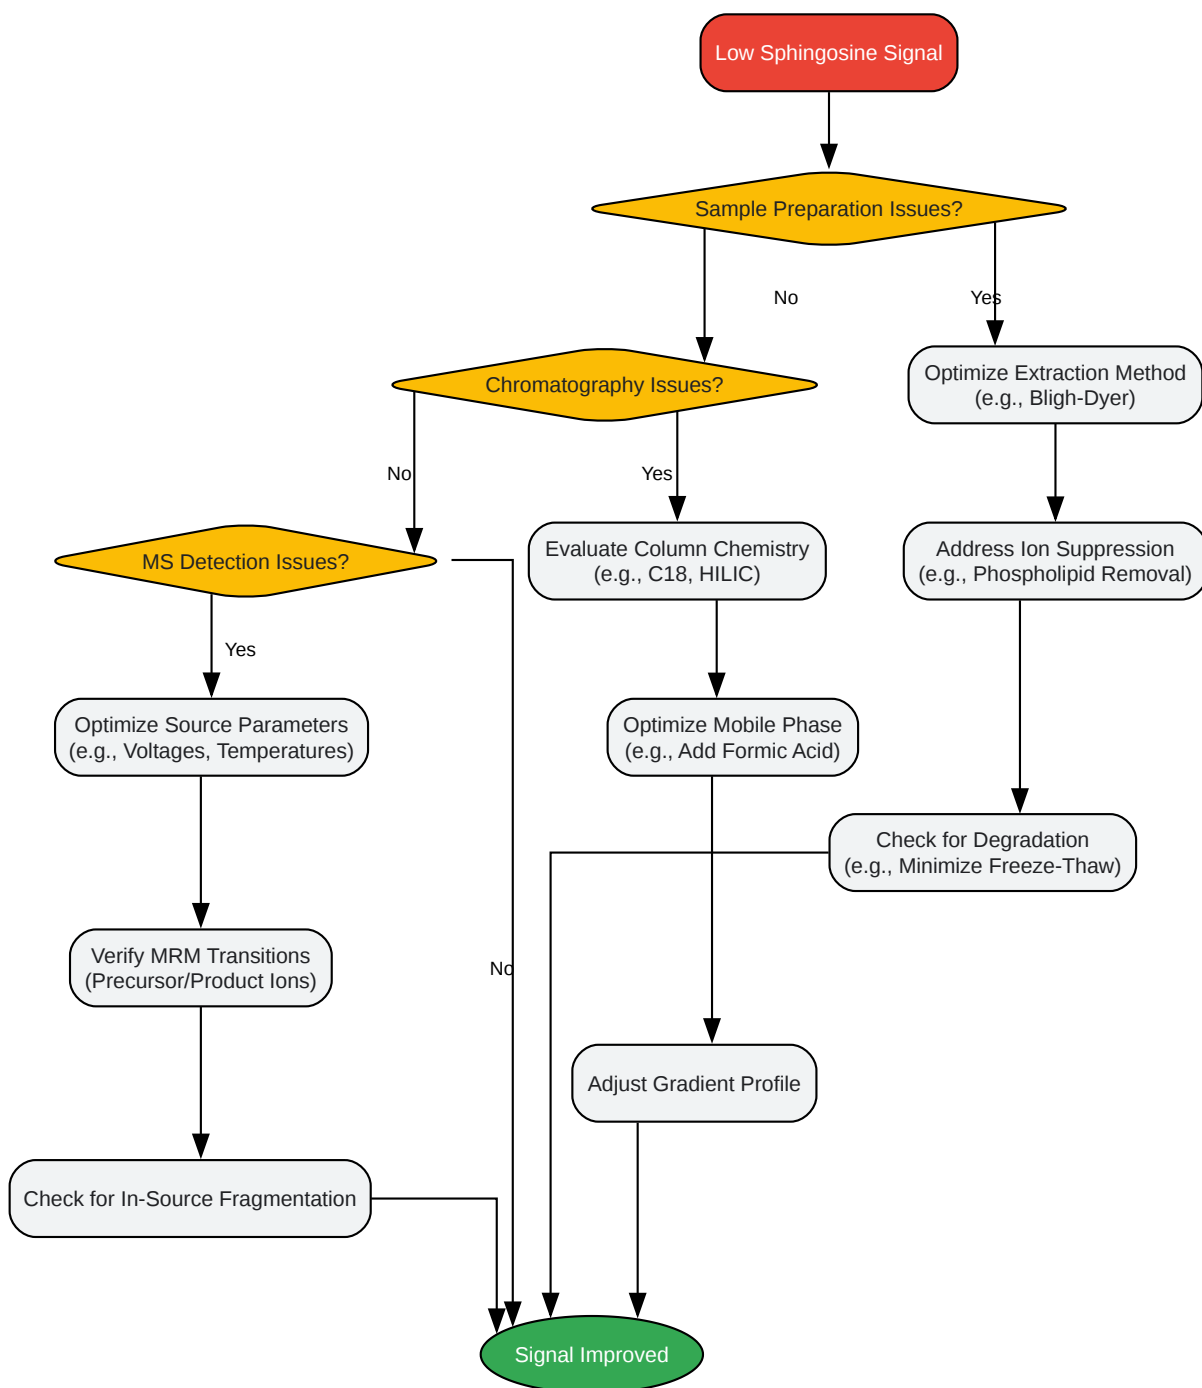 Low Sphingosine Signal
Sample Preparation Issues?
No
Yes
Chromatography Issues?
Optimize Extraction Method
(e.g., Bligh-Dyer)
No
Yes
MS Detection Issues?
Evaluate Column Chemistry
(e.g., C18, HILIC)
Address Ion Suppression
(e.g., Phospholipid Removal)
Yes
Optimize Source Parameters
(e.g., Voltages, Temperatures)
Optimize Mobile Phase
(e.g., Add Formic Acid)
Check for Degradation
(e.g., Minimize Freeze-Thaw)
Verify MRM Transitions
(Precursor/Product Ions)
No
Adjust Gradient Profile
Check for In-Source Fragmentation
Signal Improved